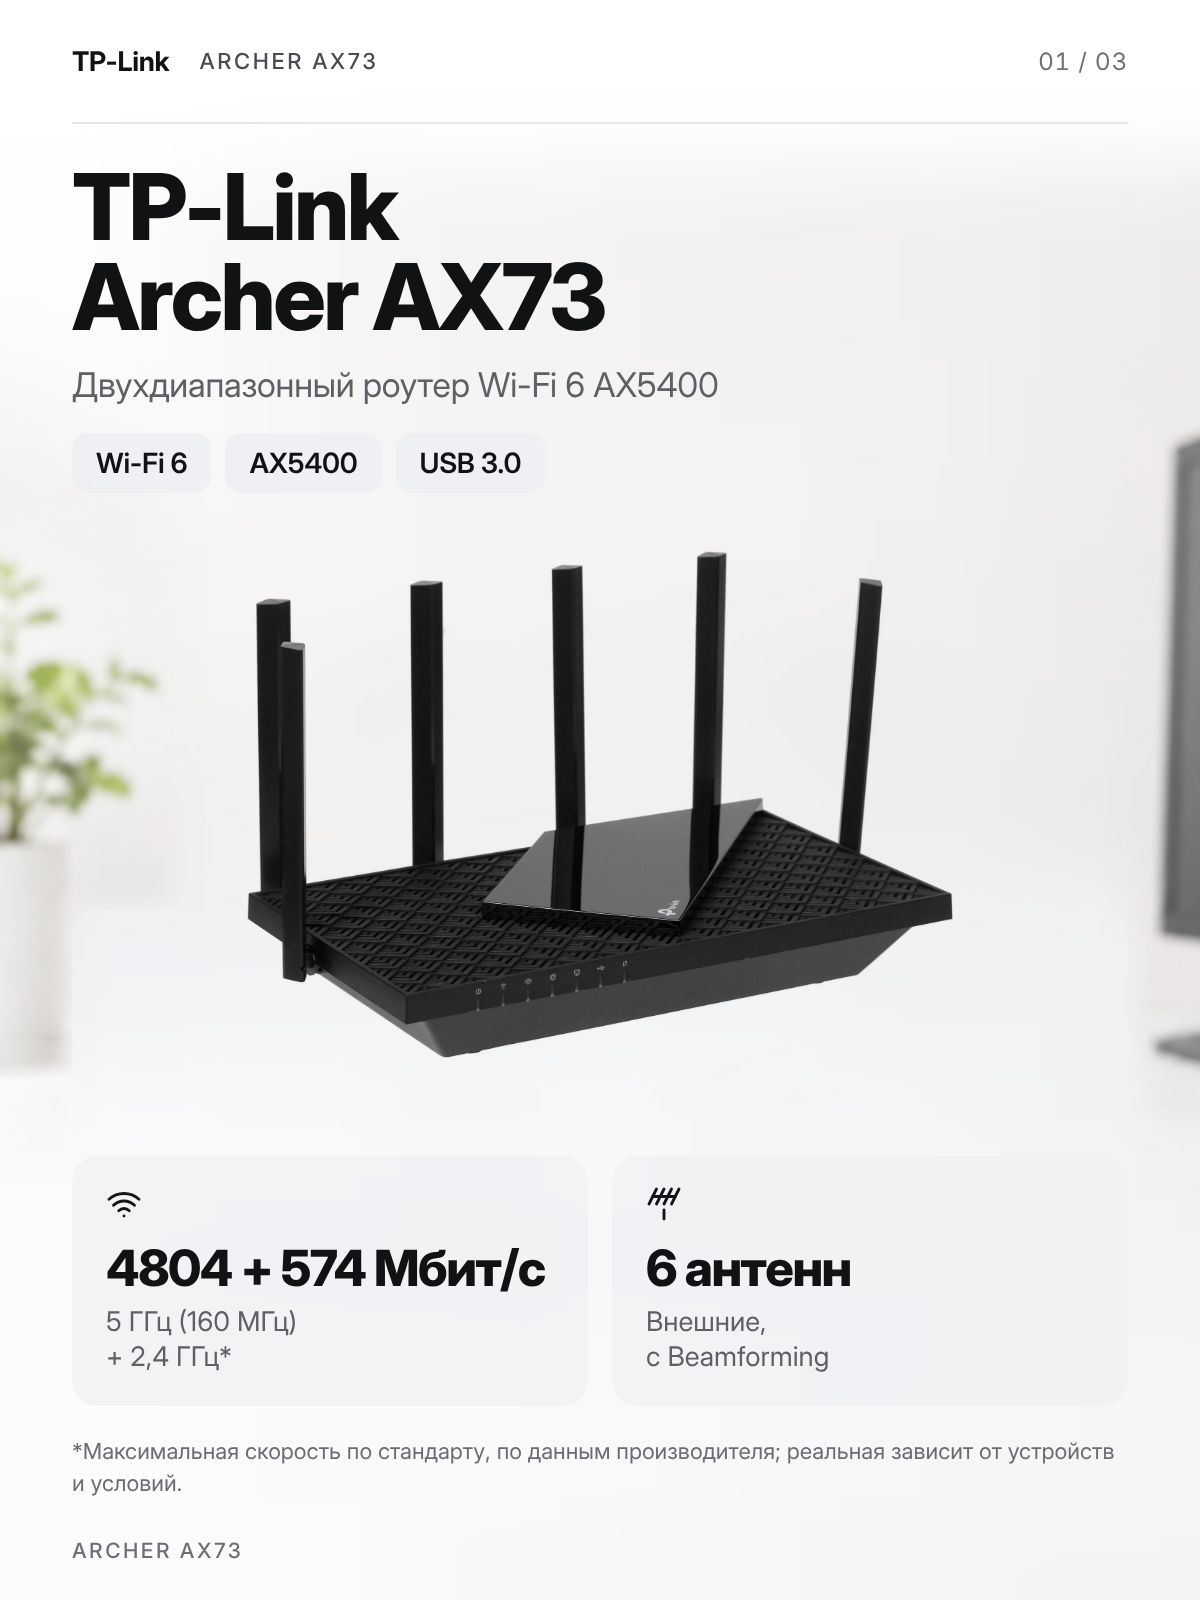 TP-Link ARCHER AX73 01 / 03
TP-Link
Archer AX73
Двухдиапазонный роутер Wi-Fi 6 AX5400
Wi-Fi 6 AX5400 USB 3.0
tp-link
4804 + 574 Мбит/с
5 ГГц (160 МГц)
+ 2,4 ГГц*
6 антенн
Внешние,
с Beamforming
*Максимальная скорость по стандарту, по данным производителя; реальная зависит от устройств
и условий.
ARCHER AX73